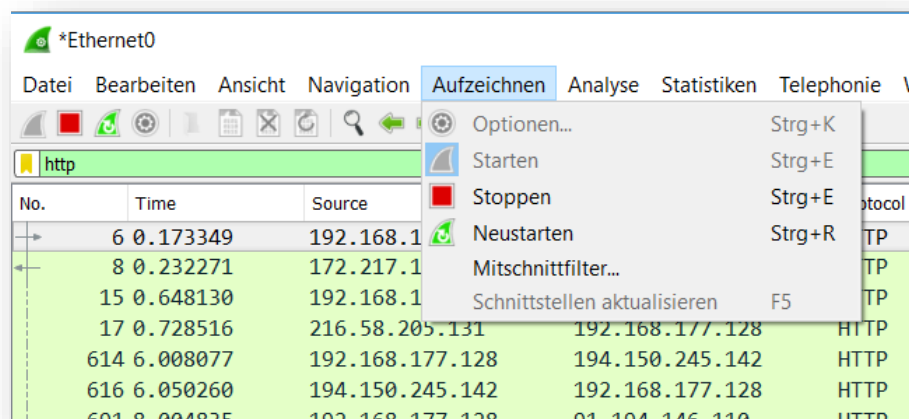 *Ethernet0
Datei Bearbeiten Ansicht Navigation Aufzeichnen Analyse Statistiken Telephonie
Optionen... Strg+K
http
Starten Strg+E
Stoppen Strg+E
No. Time Source
Neustarten Strg+R
6 0.173349 192.168.1 TP
Mitschnittfilter...
8 0.232271 172.217.1 TP
Schnittstellen aktualisieren F5
15 0.648130 192.168.1 TP
17 0.728516 216.58.205.131 192.168.177.128 HTTP
614 6.008077 192.168.177.128 194.150.245.142 HTTP
616 6.050260 194.150.245.142 192.168.177.128 HTTP